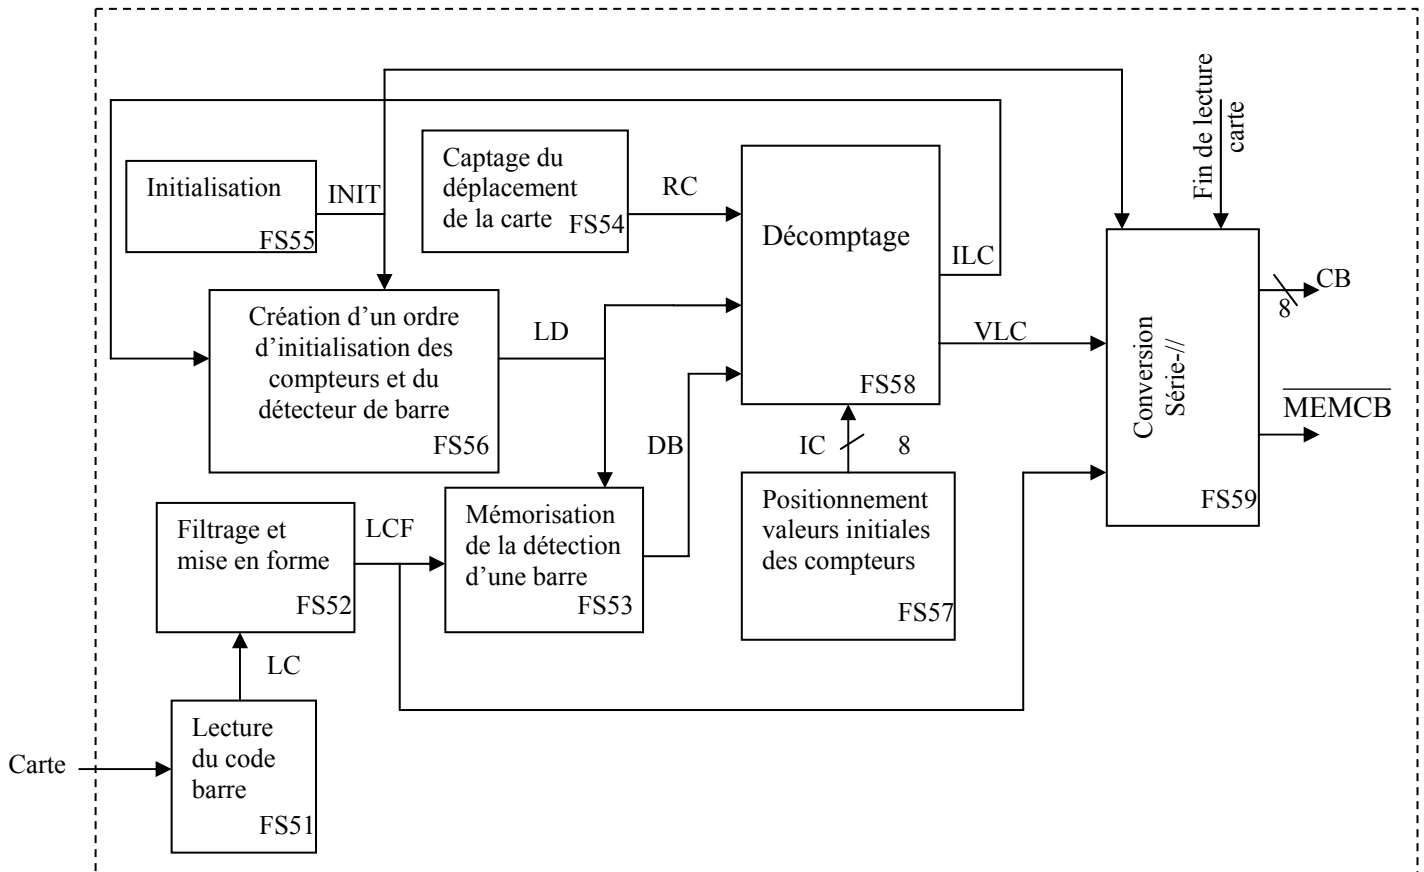 Initialisation
FS55
INIT
Captage du
déplacement
de la carte
FS54
RC
Décomptage
FS58
ILC
VLC
Fin de lecture
carte
Conversion
Série-//
FS59
CB
8
MEMCB
Création d’un ordre
d’initialisation des
compteurs et du
détecteur de barre
FS56
LD
DB
IC
8
Filtrage et
mise en forme
FS52
LCF
Mémorisation
de la détection
d’une barre
FS53
Positionnement
valeurs initiales
des compteurs
FS57
LC
Lecture
du code
barre
FS51
Carte